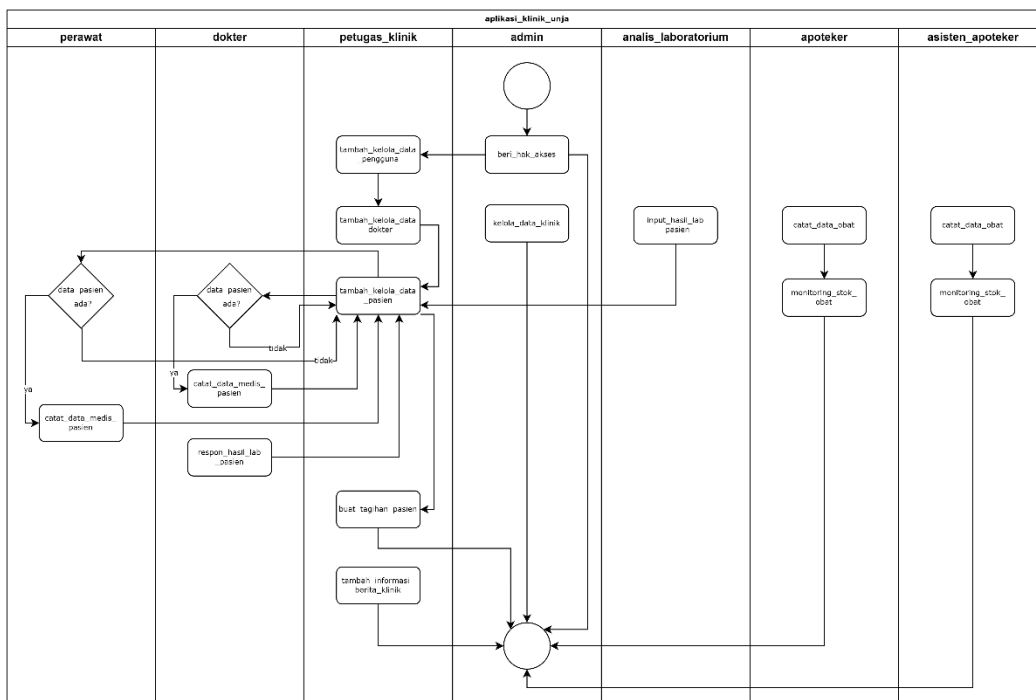 aplikasi_klinik_unja
perawat
dokter
petugas_klinik
admin
analis_laboratorium
apoteker
asisten_apoteker
tambah_kelola_data
_pengguna
beri_hak_akses
tambah_kelola_data
dokter
kelola_data_klinik
input_hasil_lab
pasien
catat_data_obat
catat_data_obat
data pasien
ada?
data pasien
ada?
tambah_kelola_data
_pasien
monitoring_stok_
obat
monitoring_stok_
obat
tidak
tidak
ya
ya
catat_data_medis_
pasien
catat_data_medis_
pasien
respon_hasil_lab
_pasien
buat tagihan pasien
tambah informasi
berita_klinik